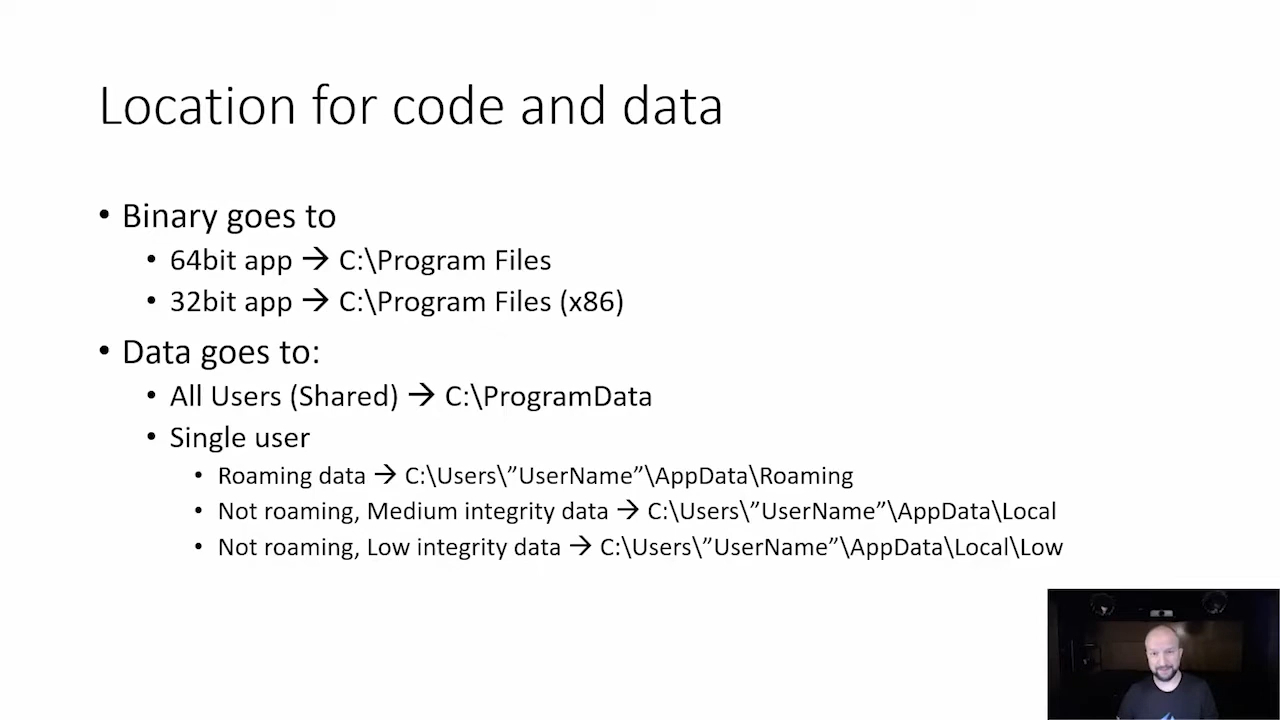 Location for code and data
• Binary goes to
• 64bit app → C:\Program Files
• 32bit app → C:\Program Files (x86)
• Data goes to:
• All Users (Shared) → C:\ProgramData
• Single user
• Roaming data → C:\Users\”UserName”\AppData\Roaming
• Not roaming, Medium integrity data → C:\Users\”UserName”\AppData\Local
• Not roaming, Low integrity data → C:\Users\”UserName”\AppData\Local\Low